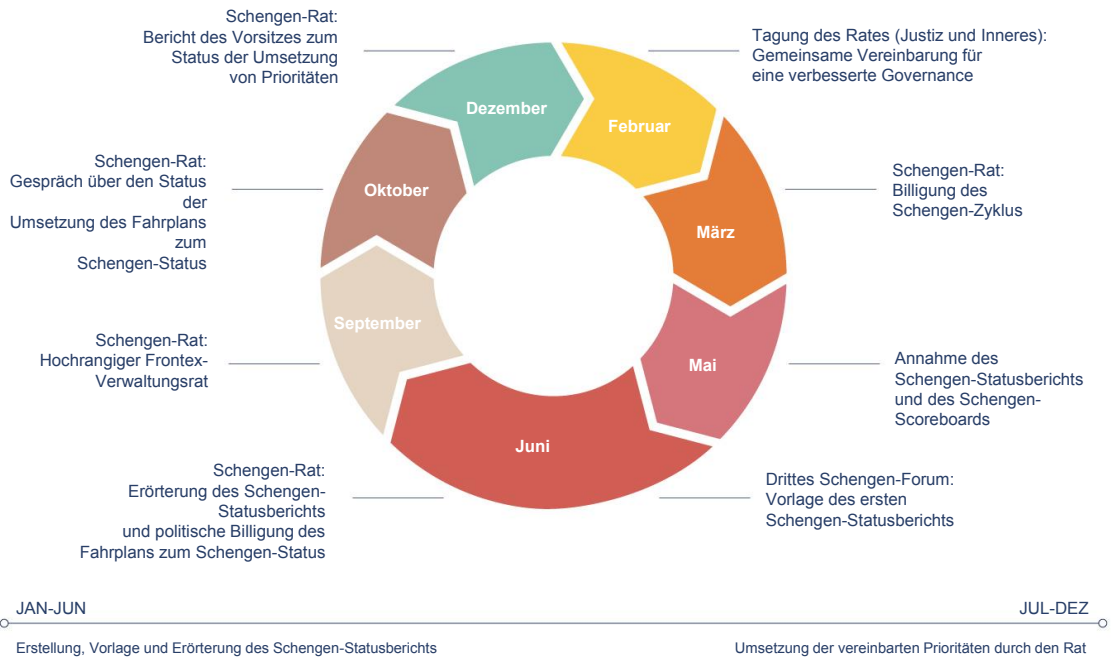 Schengen-Rat:
Bericht des Vorsitzes zum
Status der Umsetzung
von Prioritäten
Tagung des Rates (Justiz und Inneres):
Gemeinsame Vereinbarung für
eine verbesserte Governance
Dezember
Februar
Schengen-Rat:
Gespräch über den Status
der
Umsetzung des Fahrplans
zum
Schengen-Status
Oktober
März
Schengen-Rat:
Billigung des
Schengen-Zyklus
Schengen-Rat:
Hochrangiger Frontex-
Verwaltungsrat
September
Mai
Annahme des
Schengen-Statusberichts
und des Schengen-
Scoreboards
Juni
Schengen-Rat:
Erörterung des Schengen-
Statusberichts
und politische Billigung des
Fahrplans zum Schengen-Status
Drittes Schengen-Forum:
Vorlage des ersten
Schengen-Statusberichts
JAN-JUN
JUL-DEZ
Erstellung, Vorlage und Erörterung des Schengen-Statusberichts
Umsetzung der vereinbarten Prioritäten durch den Rat